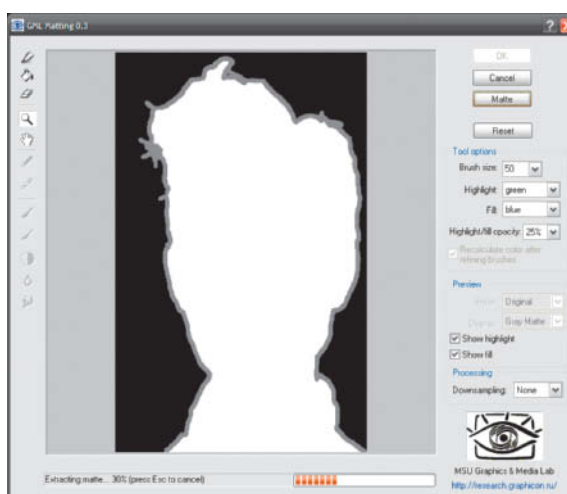 GML Matting 0.3
OK
Cancel
Matte
Reset
Tool options
Brush size: 50
Highlight: green
Fill: blue
Highlight/fill opacity: 25%
Recalculate color after
refining brushes
Preview
Original
Gray Matte
Show highlight
Show fill
Processing
Downsampling: None
MSU Graphics & Media Lab
Extracting matte... 30% (press Esc to cancel)
http://research.graphicon.ru/